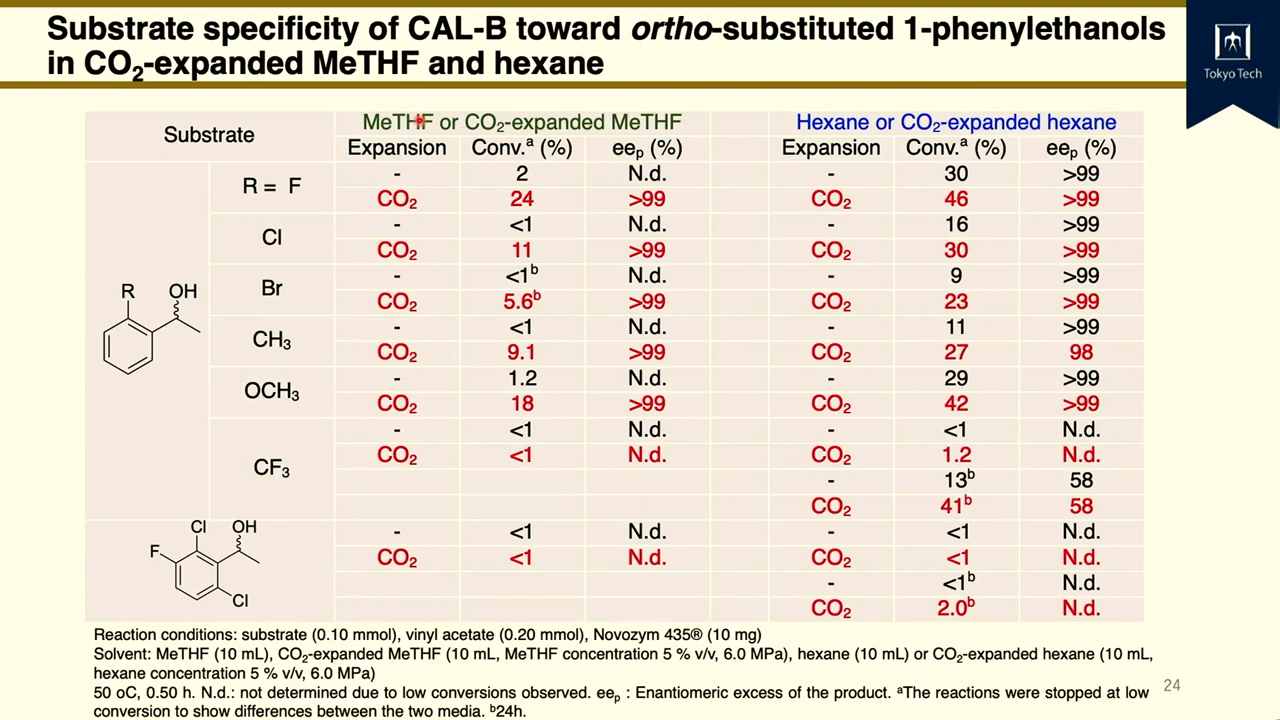 Substrate specificity of CAL-B toward ortho-substituted 1-phenylethanols
in CO₂-expanded MeTHF and hexane
Tokyo Tech
Substrate MeTHF or CO₂-expanded MeTHF Hexane or CO₂-expanded hexane
Expansion Conv.ᵃ (%) eeₚ (%) Expansion Conv.ᵃ (%) eeₚ (%)
R = F - 2 N.d. - 30 >99
CO₂ 24 >99 CO₂ 46 >99
Cl - <1 N.d. - 16 >99
CO₂ 11 >99 CO₂ 30 >99
Br - <1ᵇ N.d. - 9 >99
CO₂ 5.6ᵇ >99 CO₂ 23 >99
R OH
CH₃ - <1 N.d. - 11 >99
CO₂ 9.1 >99 CO₂ 27 98
OCH₃ - 1.2 N.d. - 29 >99
CO₂ 18 >99 CO₂ 42 >99
CF₃ - <1 N.d. - <1 N.d.
CO₂ <1 N.d. CO₂ 1.2 N.d.
- 13ᵇ 58
CO₂ 41ᵇ 58
Cl OH - <1 N.d. - <1 N.d.
F CO₂ <1 N.d. CO₂ <1 N.d.
- <1ᵇ N.d.
Cl CO₂ 2.0ᵇ N.d.
Reaction conditions: substrate (0.10 mmol), vinyl acetate (0.20 mmol), Novozym 435® (10 mg)
Solvent: MeTHF (10 mL), CO₂-expanded MeTHF (10 mL, MeTHF concentration 5 % v/v, 6.0 MPa), hexane (10 mL) or CO₂-expanded hexane (10 mL,
hexane concentration 5 % v/v, 6.0 MPa)
50 oC, 0.50 h. N.d.: not determined due to low conversions observed. eeₚ : Enantiomeric excess of the product. ᵃThe reactions were stopped at low
conversion to show differences between the two media. ᵇ24h.
24